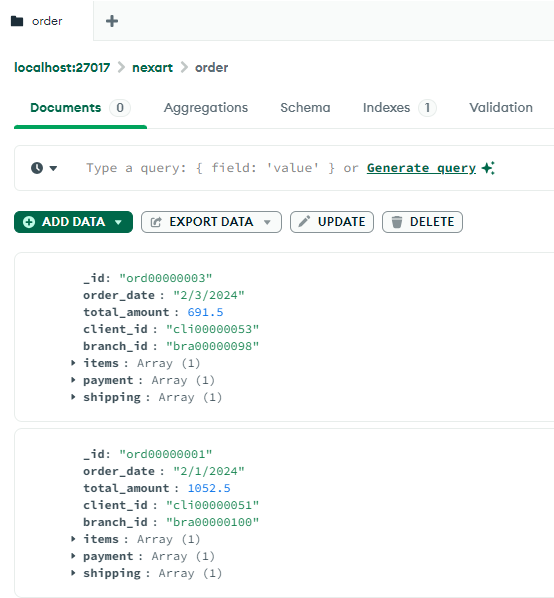 order
localhost:27017 > nexart > order
Documents 0 Aggregations Schema Indexes 1 Validation
Type a query: { field: 'value' } or Generate query
ADD DATA EXPORT DATA UPDATE DELETE
_id: "ord00000003"
order_date : "2/3/2024"
total_amount : 691.5
client_id : "cli00000053"
branch_id : "bra00000098"
items : Array (1)
payment : Array (1)
shipping : Array (1)
_id: "ord00000001"
order_date : "2/1/2024"
total_amount : 1052.5
client_id : "cli00000051"
branch_id : "bra00000100"
items : Array (1)
payment : Array (1)
shipping : Array (1)